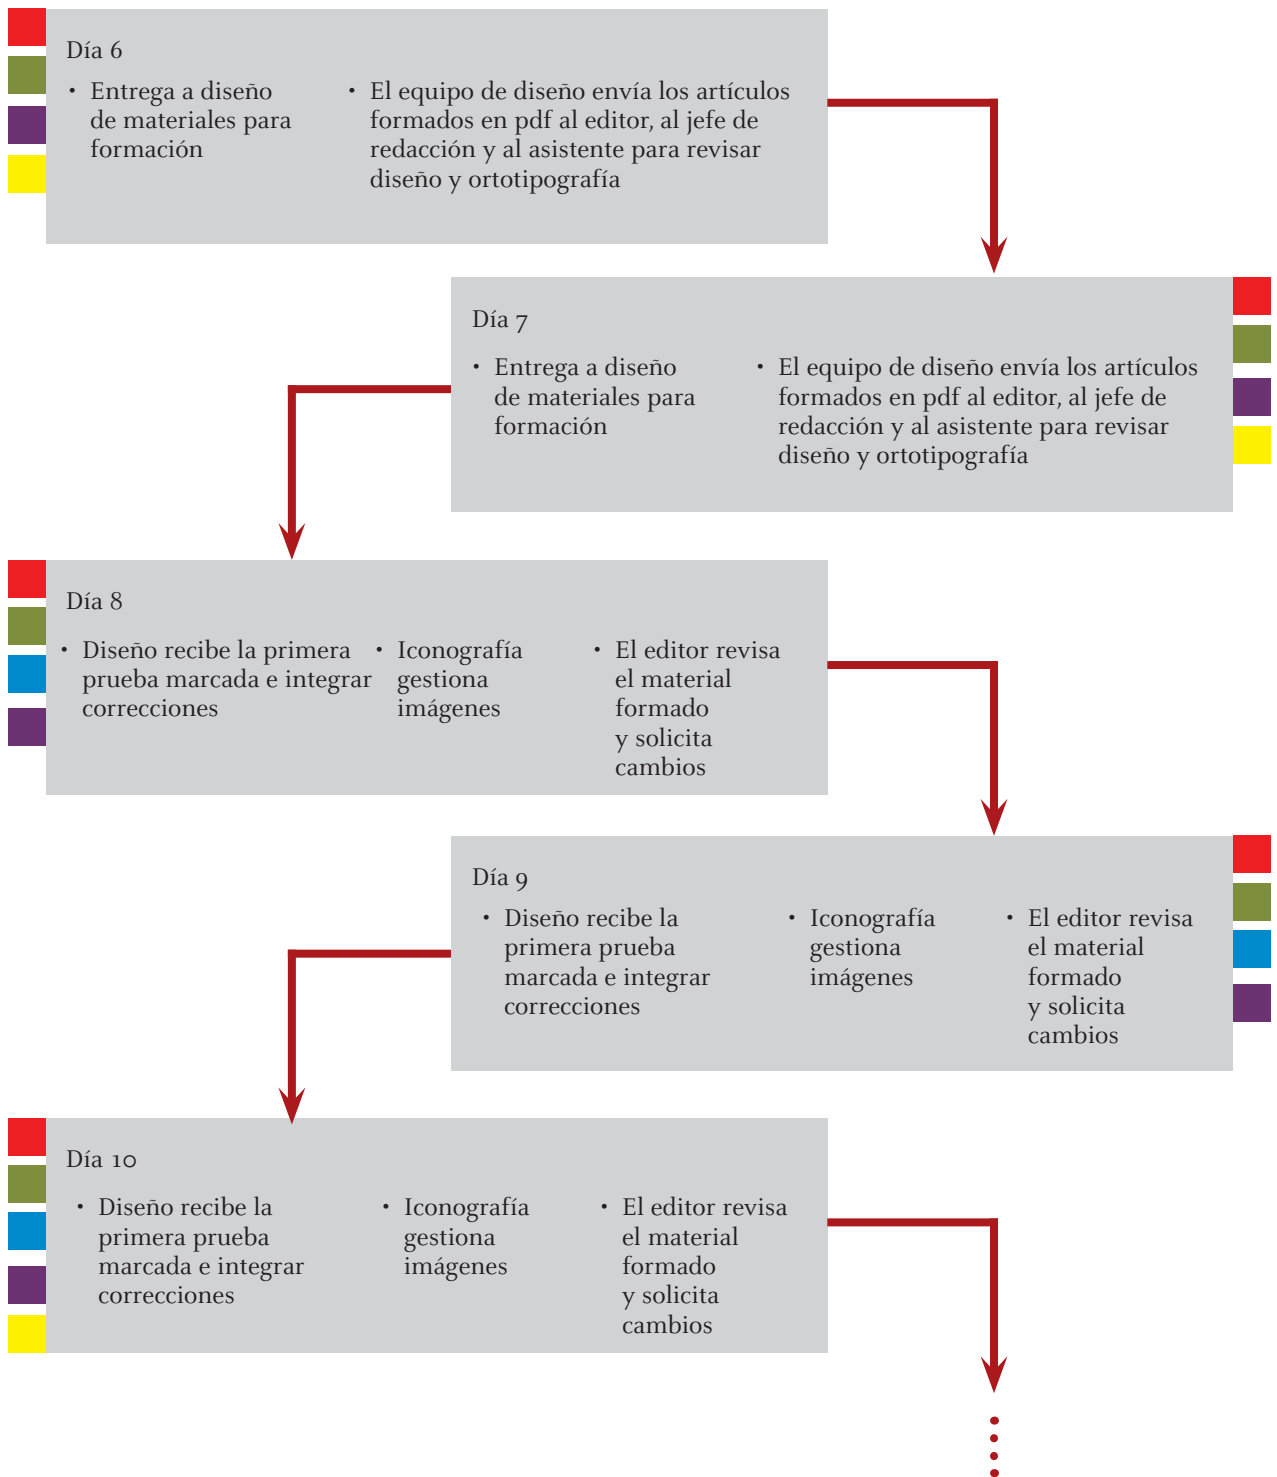 Día 6
• Entrega a diseño
de materiales para
formación
• El equipo de diseño envía los artículos
formados en pdf al editor, al jefe de
redacción y al asistente para revisar
diseño y ortotipografía
Día 7
• Entrega a diseño
de materiales para
formación
• El equipo de diseño envía los artículos
formados en pdf al editor, al jefe de
redacción y al asistente para revisar
diseño y ortotipografía
Día 8
• Diseño recibe la primera
prueba marcada e integrar
correcciones
• Iconografía
gestiona
imágenes
• El editor revisa
el material
formado
y solicita
cambios
Día 9
• Diseño recibe la
primera prueba
marcada e integrar
correcciones
• Iconografía
gestiona
imágenes
• El editor revisa
el material
formado
y solicita
cambios
Día 10
• Diseño recibe la
primera prueba
marcada e integrar
correcciones
• Iconografía
gestiona
imágenes
• El editor revisa
el material
formado
y solicita
cambios